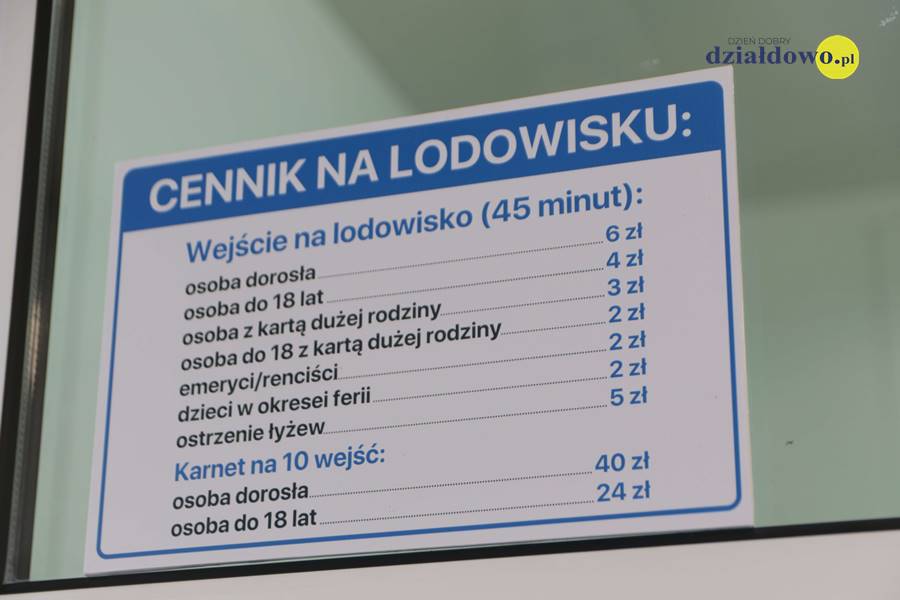 DZIEŃ DOBRY
działdowo.pl
CENNIK NA LODOWISKU:
Wejście na lodowisko (45 minut):
osoba dorosła 6 zł
osoba do 18 lat 4 zł
osoba z kartą dużej rodziny 3 zł
osoba do 18 z kartą dużej rodziny 2 zł
emeryci/renciści 2 zł
dzieci w okresei ferii 2 zł
ostrzenie łyżew 5 zł
Karnet na 10 wejść:
osoba dorosła 40 zł
osoba do 18 lat 24 zł